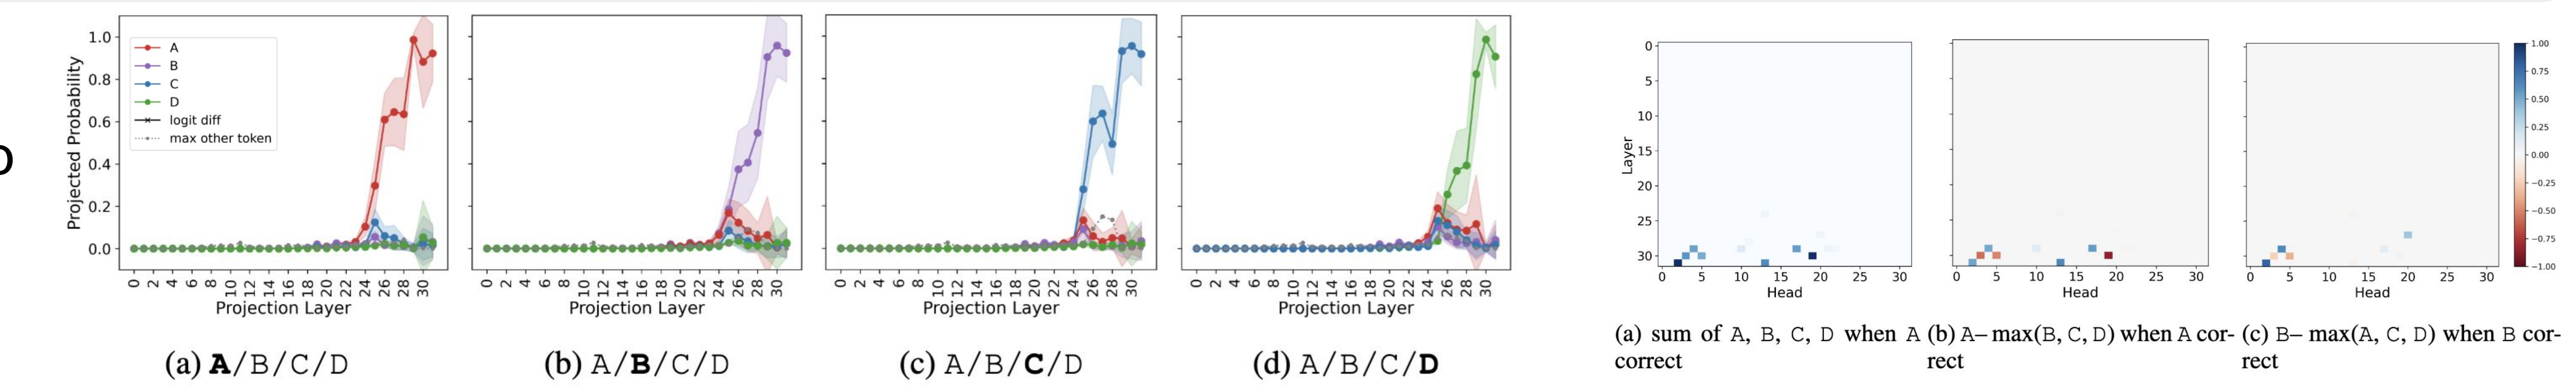 Projected Probability
1.0
0.8
0.6
0.4
0.2
0.0
A
B
C
D
logit diff
max other token
0 2 4 6 8 10 12 14 16 18 20 22 24 26 28 30
Projection Layer
(a) A/B/C/D
0 2 4 6 8 10 12 14 16 18 20 22 24 26 28 30
Projection Layer
(b) A/B/C/D
0 2 4 6 8 10 12 14 16 18 20 22 24 26 28 30
Projection Layer
(c) A/B/C/D
0 2 4 6 8 10 12 14 16 18 20 22 24 26 28 30
Projection Layer
(d) A/B/C/D
Layer
0
5
10
15
20
25
30
0 5 10 15 20 25 30
Head
(a) sum of A, B, C, D when A
correct
0 5 10 15 20 25 30
Head
(b) A– max(B, C, D) when A cor-
rect
0 5 10 15 20 25 30
Head
(c) B– max(A, C, D) when B cor-
rect
1.00
0.75
0.50
0.25
0.00
−0.25
−0.50
−0.75
−1.00